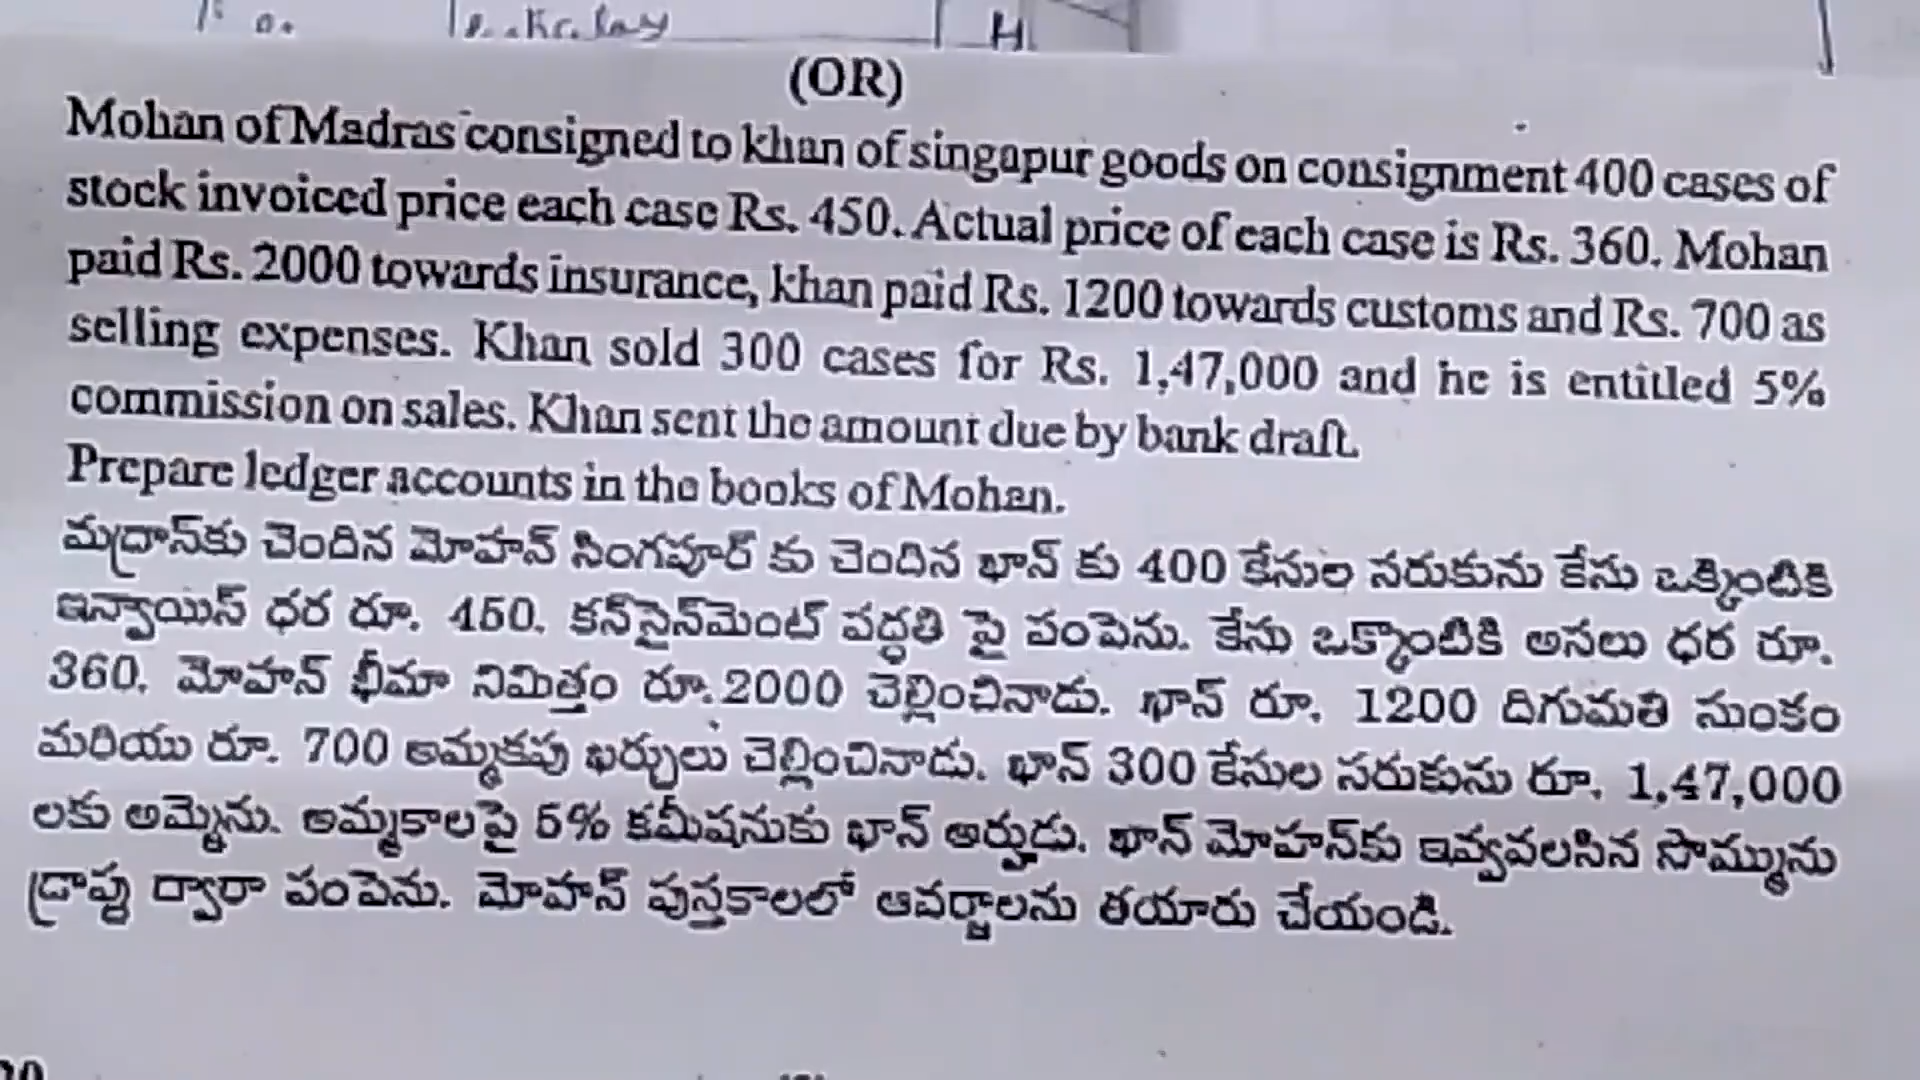 H
(OR)
Mohan of Madras consigned to khan of singapur goods on consignment 400 cases of
stock invoiced price each case Rs. 450. Actual price of each case is Rs. 360. Mohan
paid Rs. 2000 towards insurance, khan paid Rs. 1200 towards customs and Rs. 700 as
selling expenses. Khan sold 300 cases for Rs. 1,47,000 and he is entitled 5%
commission on sales. Khan sent the amount due by bank draft.
Prepare ledger accounts in the books of Mohan.
మద్రాస్‌కు చెందిన మోహన్ సింగపూర్ కు చెందిన ఖాన్ కు 400 కేసుల సరుకును కేసు ఒక్కింటికి
ఇన్వాయిస్ ధర రూ. 450. కన్‌సైన్‌మెంట్ పద్ధతి పై పంపెను. కేసు ఒక్కాంటికి అసలు ధర రూ.
360. మోహన్ భీమా నిమిత్తం రూ.2000 చెల్లించినాడు. ఖాన్ రూ. 1200 దిగుమతి సుంకం
మరియు రూ. 700 అమ్మకపు ఖర్చులు చెల్లించినాడు. ఖాన్ 300 కేసుల సరుకును రూ. 1,47,000
లకు అమ్మెను. అమ్మకాలపై 5% కమీషనుకు ఖాన్ అర్హుడు. ఖాన్ మోహన్‌కు ఇవ్వవలసిన సొమ్మును
డ్రాప్టు ద్వారా పంపెను. మోహన్ పుస్తకాలలో ఆవర్జాలను తయారు చేయండి.